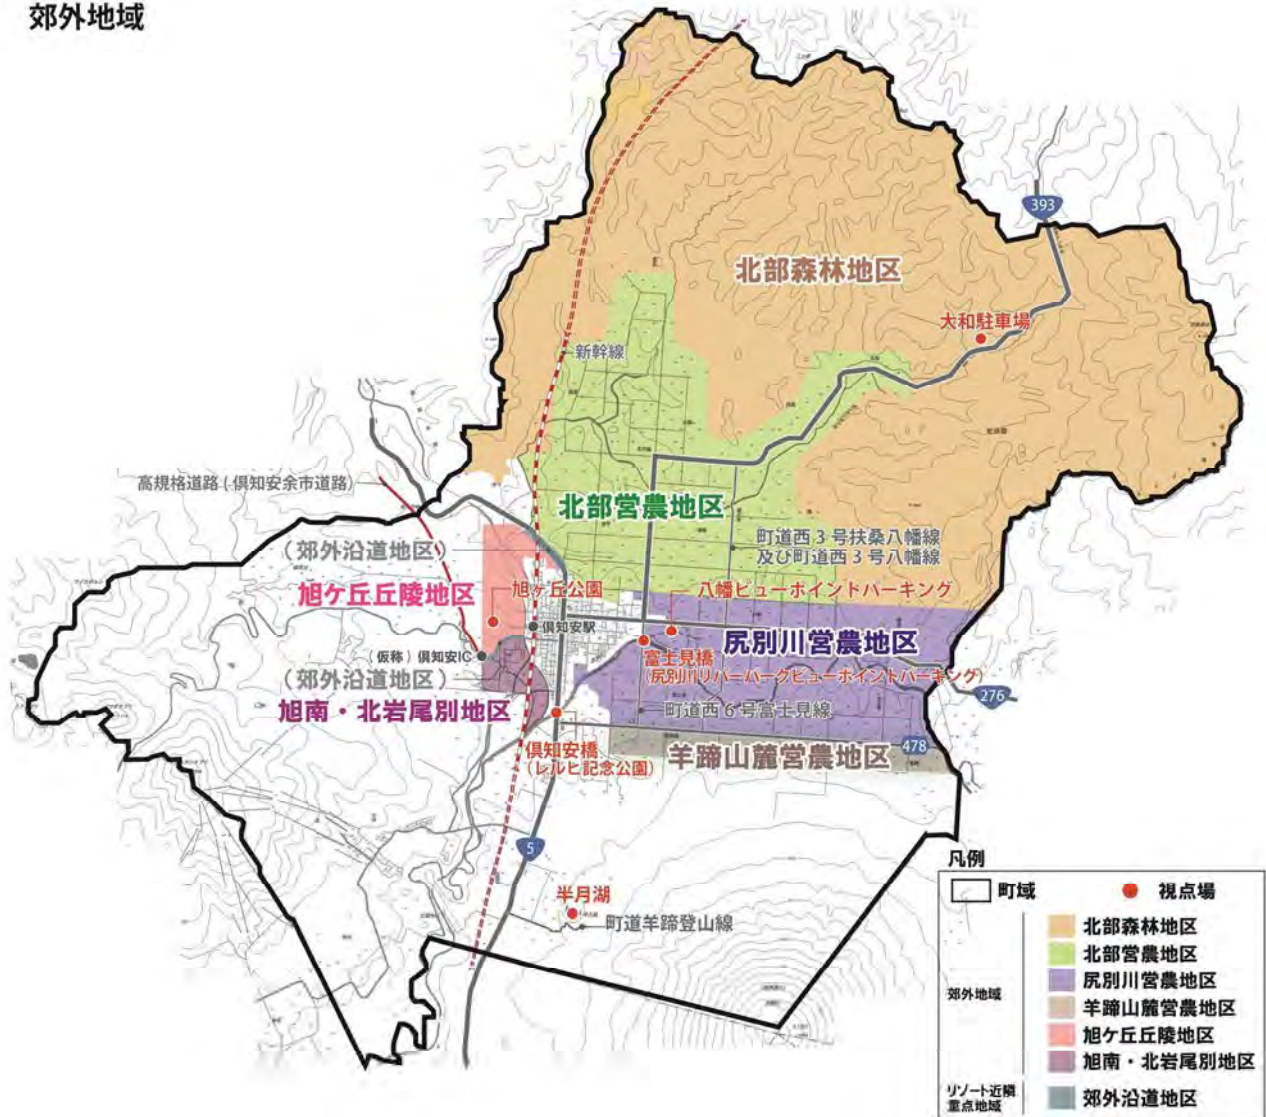 郊外地域
393
北部森林地区
大和駐車場
新幹線
高規格道路(倶知安余市道路)
北部営農地区
町道西3号扶桑八幡線
及び町道西3号八幡線
(郊外沿道地区)
旭ケ丘丘陵地区
旭ヶ丘公園
八幡ビューポイントパーキング
倶知安駅
尻別川営農地区
(仮称)倶知安IC
富士見橋
(尻別川リバーパークビューポイントパーキング)
(郊外沿道地区)
276
旭南・北岩尾別地区
町道西6号富士見線
478
倶知安橋
(レルヒ記念公園)
羊蹄山麓営農地区
5
半月湖
町道羊蹄登山線
凡例
町域
視点場
郊外地域
北部森林地区
北部営農地区
尻別川営農地区
羊蹄山麓営農地区
旭ケ丘丘陵地区
旭南・北岩尾別地区
リゾート近隣
重点地域
郊外沿道地区